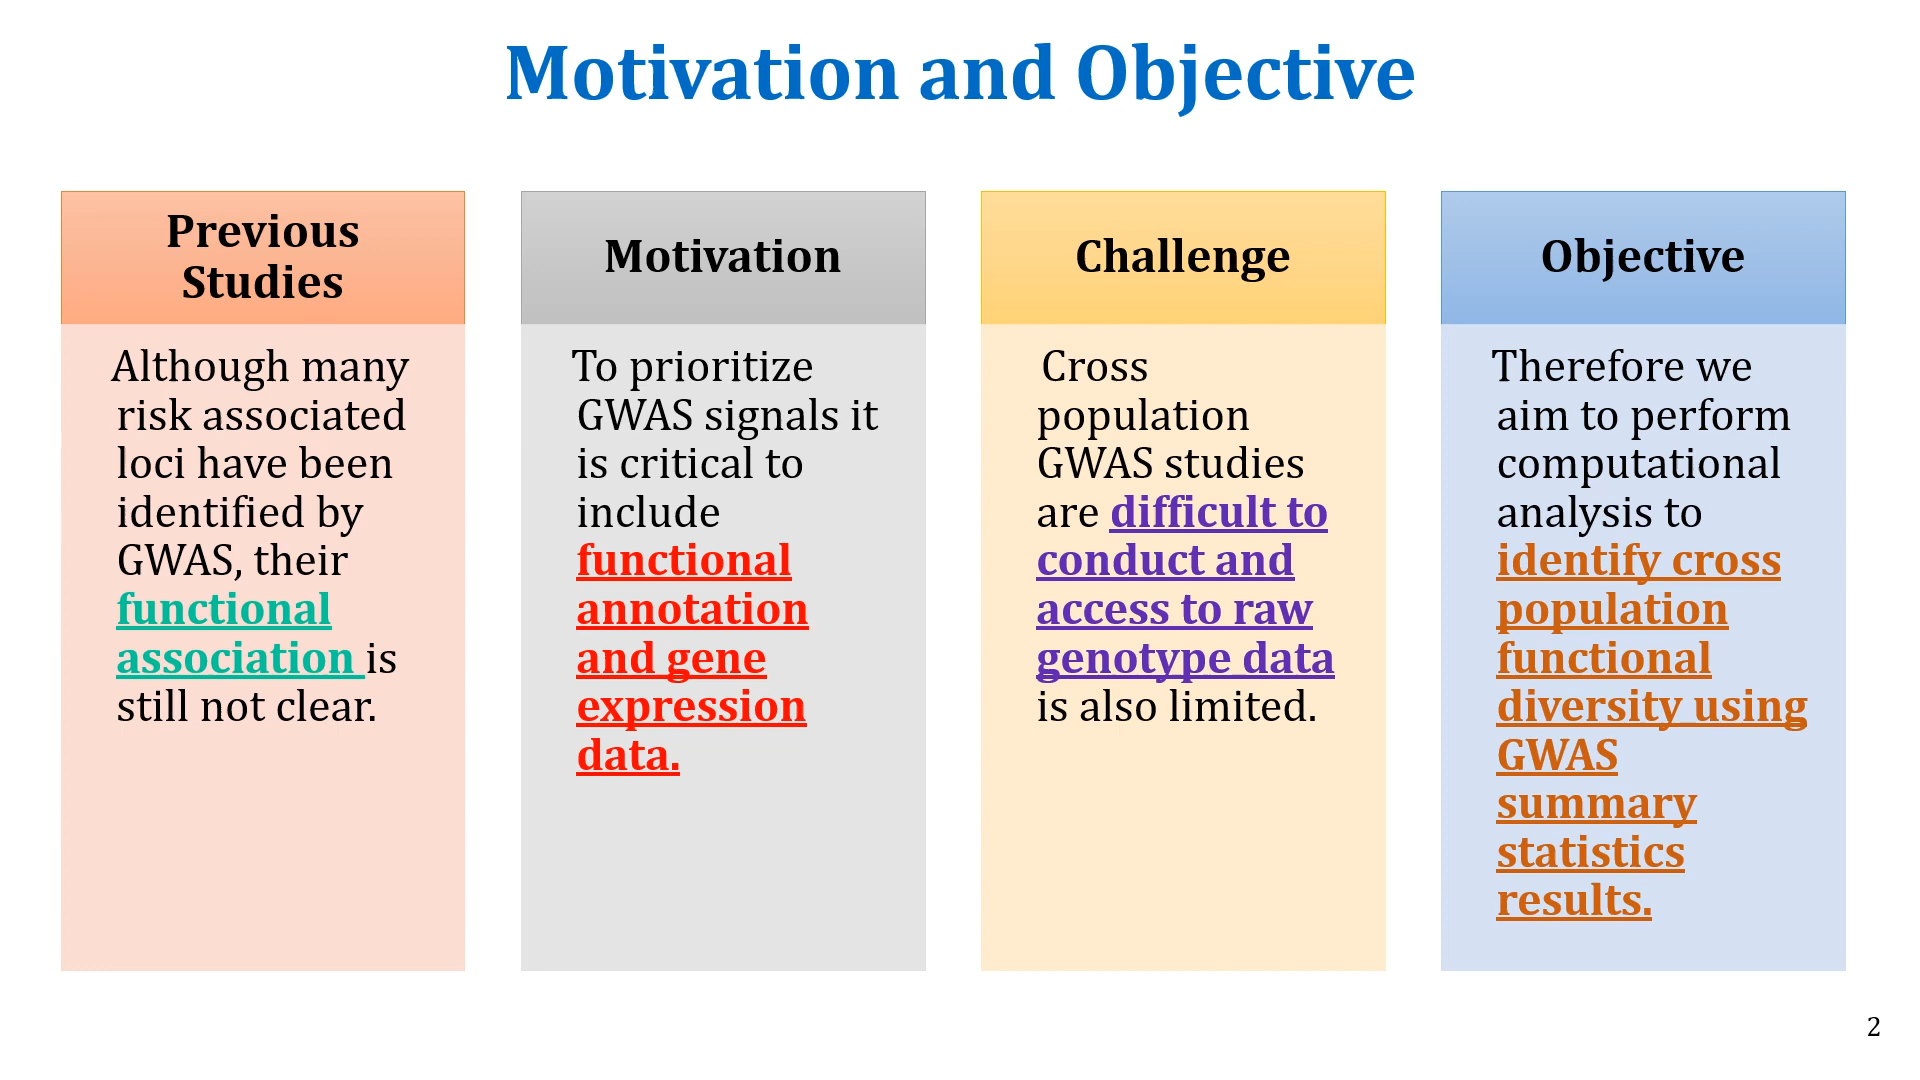 Motivation and Objective
Previous
Studies
Although many
risk associated
loci have been
identified by
GWAS, their
functional
association is
still not clear.
Motivation
To prioritize
GWAS signals it
is critical to
include
functional
annotation
and gene
expression
data.
Challenge
Cross
population
GWAS studies
are difficult to
conduct and
access to raw
genotype data
is also limited.
Objective
Therefore we
aim to perform
computational
analysis to
identify cross
population
functional
diversity using
GWAS
summary
statistics
results.
2